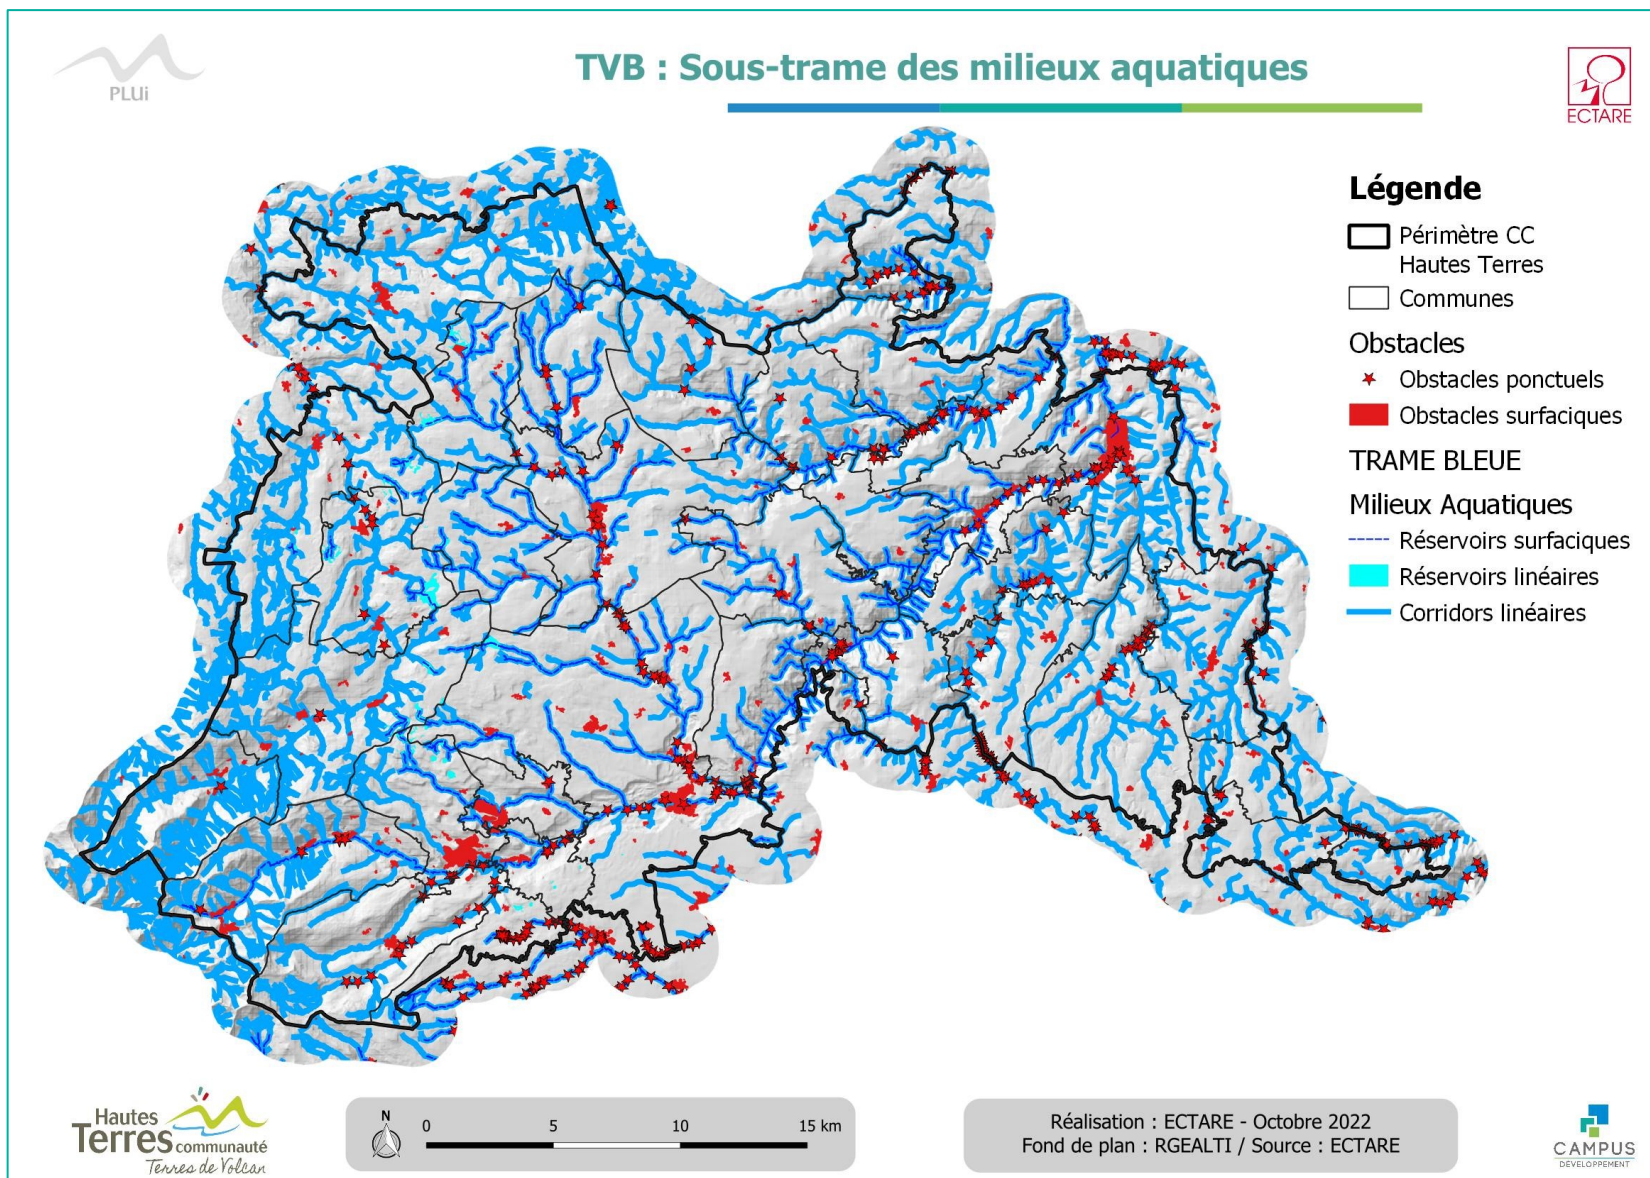 PLUi
TVB : Sous-trame des milieux aquatiques
ECTARE
Légende
Périmètre CC
Hautes Terres
Communes
Obstacles
Obstacles ponctuels
Obstacles surfaciques
TRAME BLEUE
Milieux Aquatiques
Réservoirs surfaciques
Réservoirs linéaires
Corridors linéaires
Hautes
Terres communauté
Terres de Volcan
N
0 5 10 15 km
Réalisation : ECTARE - Octobre 2022
Fond de plan : RGEALTI / Source : ECTARE
CAMPUS
DÉVELOPPEMENT